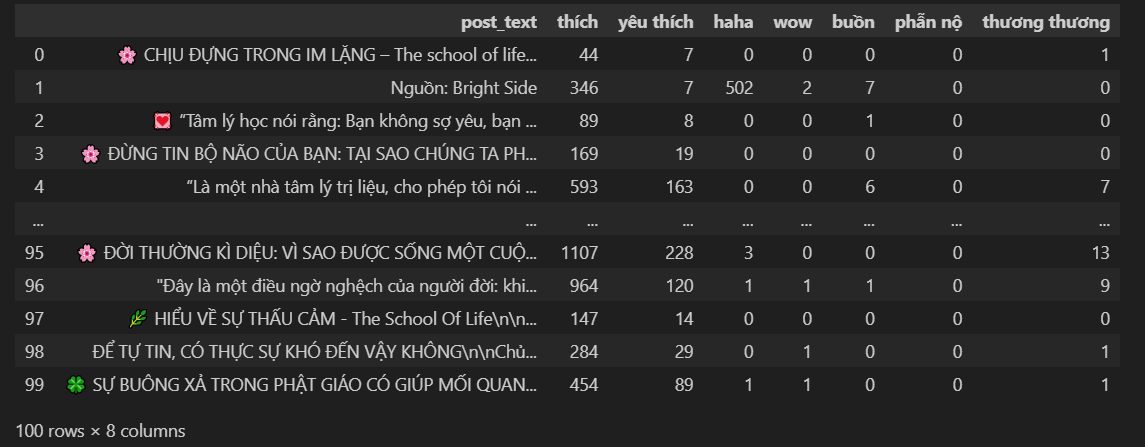 post_text thích yêu thích haha wow buồn phẫn nộ thương thương
0 🌸 CHỊU ĐỰNG TRONG IM LẶNG – The school of life... 44 7 0 0 0 0 1
1 Nguồn: Bright Side 346 7 502 2 7 0 0
2 💟 “Tâm lý học nói rằng: Bạn không sợ yêu, bạn ... 89 8 0 0 1 0 0
3 🌸 ĐỪNG TIN BỘ NÃO CỦA BẠN: TẠI SAO CHÚNG TA PH... 169 19 0 0 0 0 0
4 “Là một nhà tâm lý trị liệu, cho phép tôi nói ... 593 163 0 0 6 0 7
... ... ... ... ... ... ... ... ...
95 🌸 ĐỜI THƯỜNG KÌ DIỆU: VÌ SAO ĐƯỢC SỐNG MỘT CUỘ... 1107 228 3 0 0 0 13
96 "Đây là một điều ngờ nghệch của người đời: khi... 964 120 1 1 1 0 9
97 🌿 HIỂU VỀ SỰ THẤU CẢM - The School Of Life\n\n... 147 14 0 0 0 0 0
98 ĐỂ TỰ TIN, CÓ THỰC SỰ KHÓ ĐẾN VẬY KHÔNG\n\nChủ... 284 29 0 1 0 0 1
99 🍀 SỰ BUÔNG XẢ TRONG PHẬT GIÁO CÓ GIÚP MỐI QUAN... 454 89 1 1 0 0 1
100 rows × 8 columns